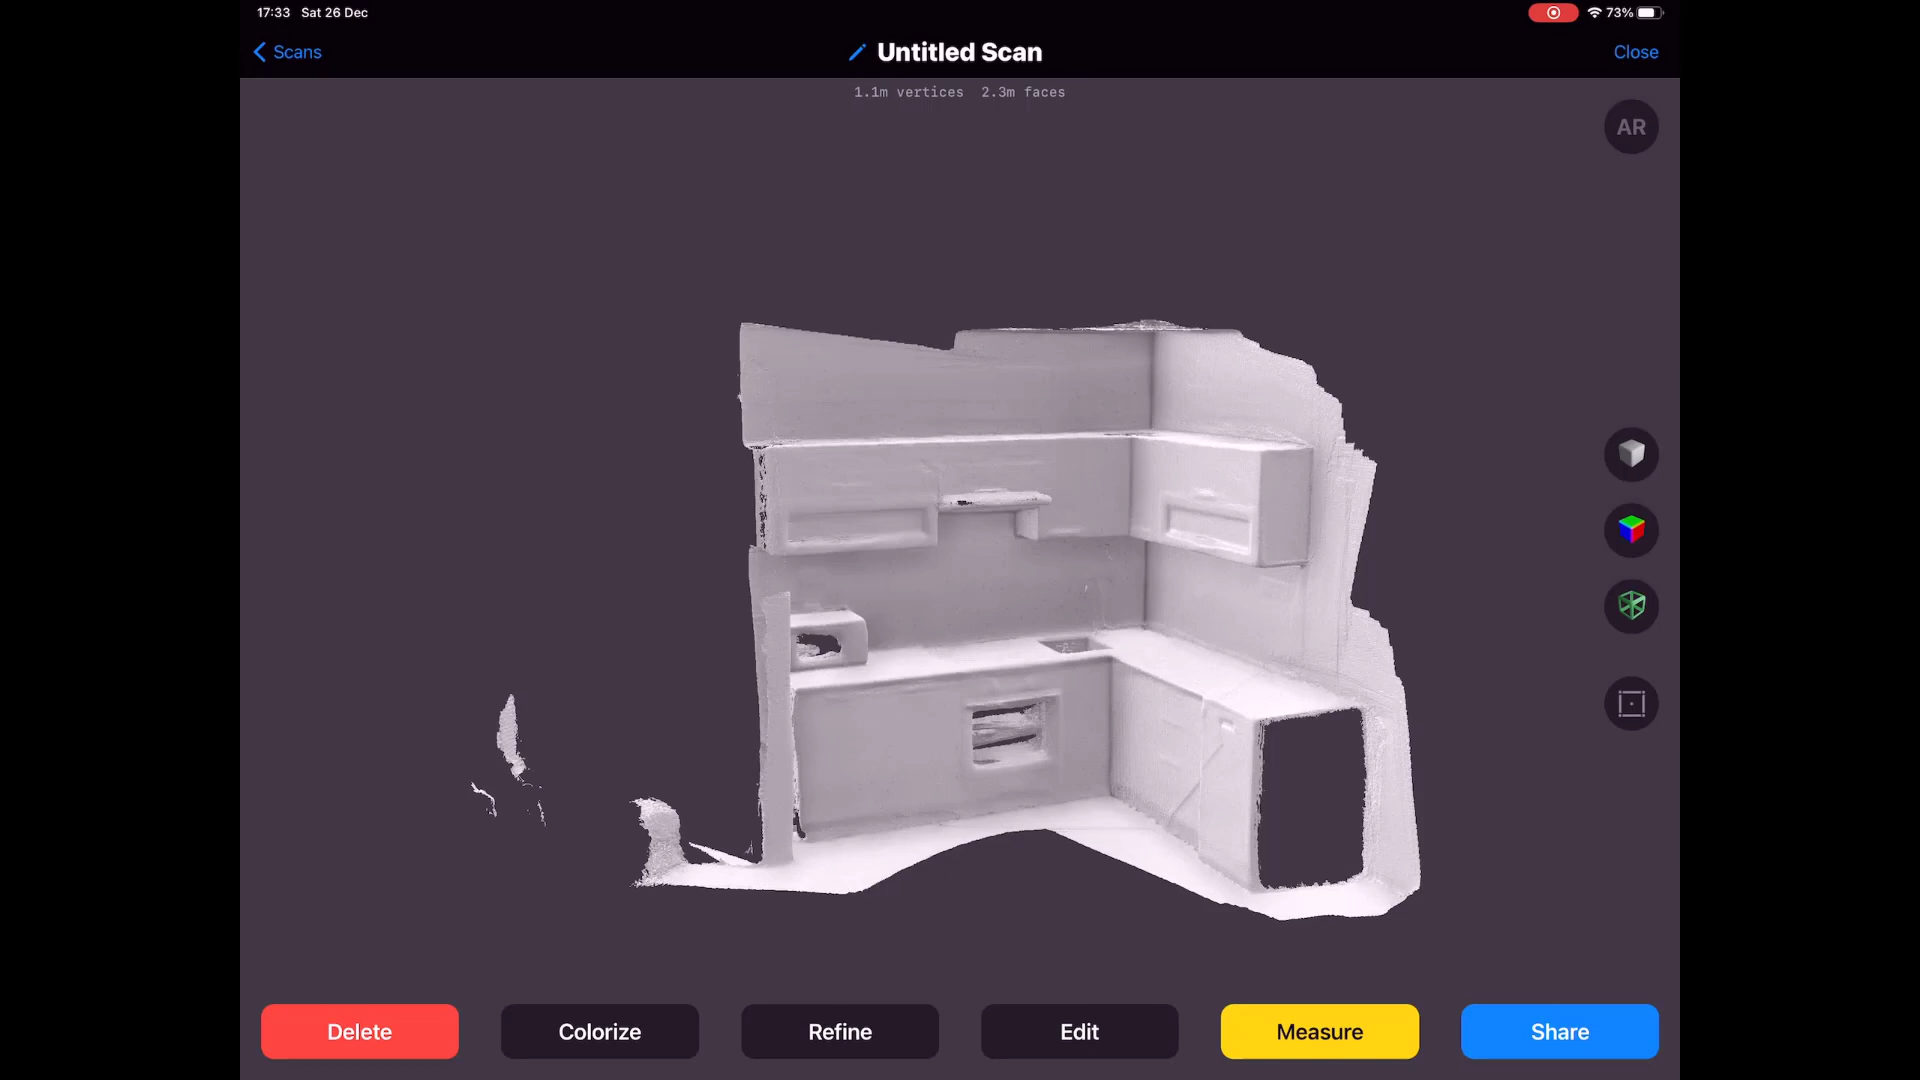 17:33 Sat 26 Dec
73%
Scans
Untitled Scan
Close
1.1m vertices 2.3m faces
AR
Delete
Colorize
Refine
Edit
Measure
Share